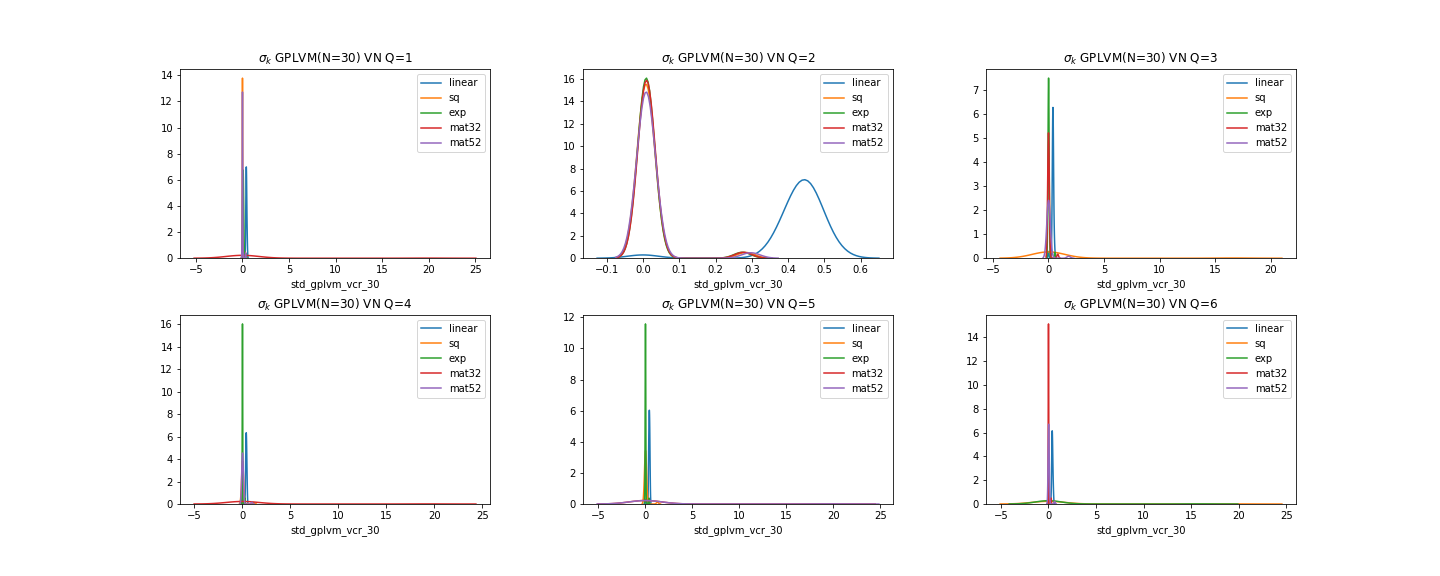 σk GPLVM(N=30) VN Q=1
14
12
10
8
6
4
2
0
−5 0 5 10 15 20 25
std_gplvm_vcr_30
linear
sq
exp
mat32
mat52
σk GPLVM(N=30) VN Q=2
16
14
12
10
8
6
4
2
0
−0.1 0.0 0.1 0.2 0.3 0.4 0.5 0.6
std_gplvm_vcr_30
linear
sq
exp
mat32
mat52
σk GPLVM(N=30) VN Q=3
7
6
5
4
3
2
1
0
−5 0 5 10 15 20
std_gplvm_vcr_30
linear
sq
exp
mat32
mat52
σk GPLVM(N=30) VN Q=4
16
14
12
10
8
6
4
2
0
−5 0 5 10 15 20 25
std_gplvm_vcr_30
linear
sq
exp
mat32
mat52
σk GPLVM(N=30) VN Q=5
12
10
8
6
4
2
0
−5 0 5 10 15 20 25
std_gplvm_vcr_30
linear
sq
exp
mat32
mat52
σk GPLVM(N=30) VN Q=6
14
12
10
8
6
4
2
0
−5 0 5 10 15 20 25
std_gplvm_vcr_30
linear
sq
exp
mat32
mat52